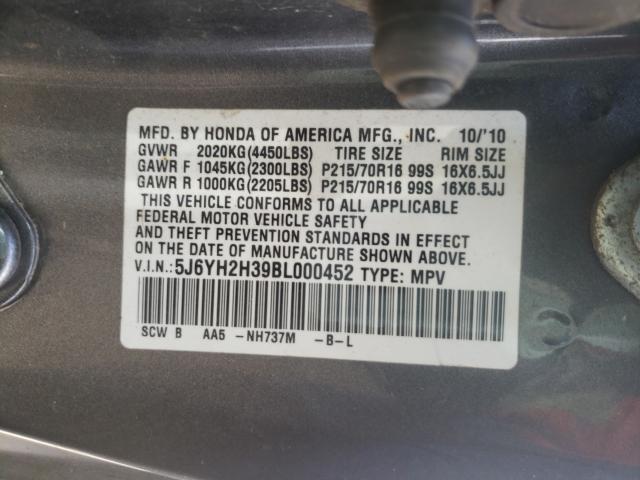 MFD. BY HONDA OF AMERICA MFG., INC. 10/'10
GVWR 2020KG(4450LBS) TIRE SIZE RIM SIZE
GAWR F 1045KG(2300LBS) P215/70R16 99S 16X6.5JJ
GAWR R 1000KG(2205LBS) P215/70R16 99S 16X6.5JJ
THIS VEHICLE CONFORMS TO ALL APPLICABLE
FEDERAL MOTOR VEHICLE SAFETY
AND THEFT PREVENTION STANDARDS IN EFFECT
ON THE DATE OF MANUFACTURE SHOWN ABOVE.
V.I.N.:5J6YH2H39BL000452 TYPE: MPV
SCW B AA5 -NH737M -B-L